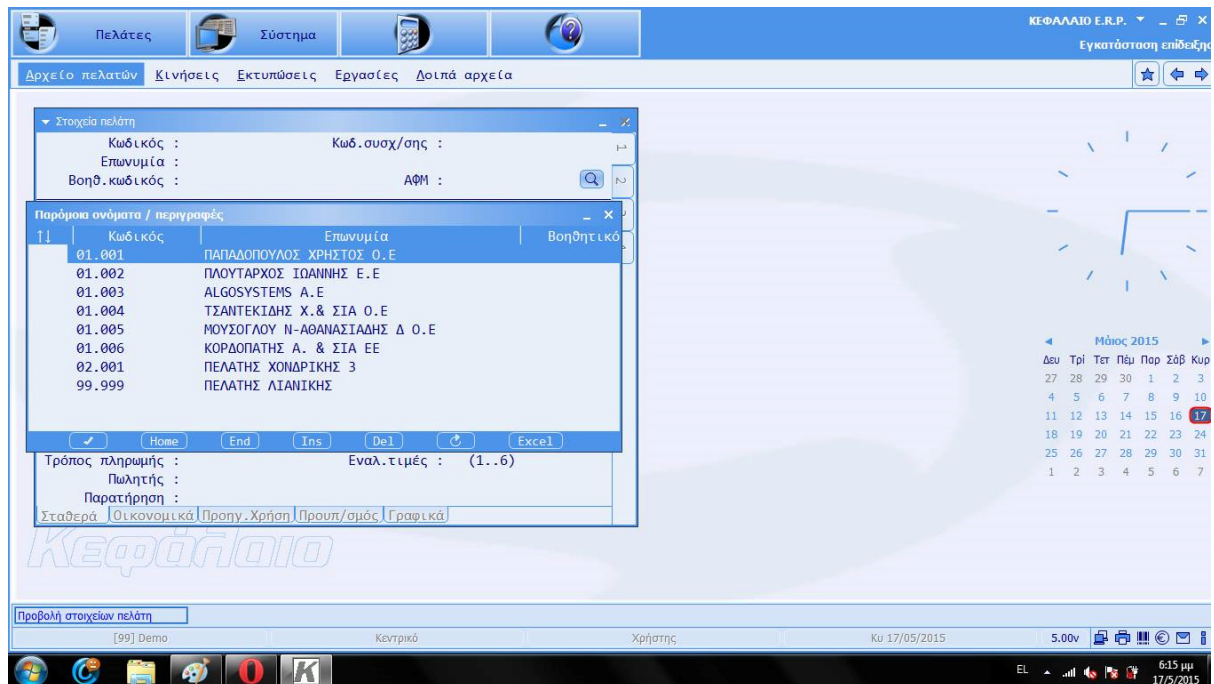 Πελάτες
Σύστημα
ΚΕΦΑΛΑΙΟ E.R.P.
Εγκατάσταση επίδειξης
Αρχείο πελατών Κινήσεις Εκτυπώσεις Εργασίες Λοιπά αρχεία
Στοιχεία πελάτη
Κωδικός : Κωδ.συσχ/σης :
Επωνυμία :
Βοηθ.κωδικός : ΑΦΜ :
1
2
Παρόμοια ονόματα / περιγραφές
Κωδικός Επωνυμία Βοηθητικό
01.001 ΠΑΠΑΔΟΠΟΥΛΟΣ ΧΡΗΣΤΟΣ Ο.Ε
01.002 ΠΛΟΥΤΑΡΧΟΣ ΙΩΑΝΝΗΣ Ε.Ε
01.003 ALGOSYSTEMS A.E
01.004 ΤΣΑΝΤΕΚΙΔΗΣ Χ.& ΣΙΑ Ο.Ε
01.005 ΜΟΥΣΟΓΛΟΥ Ν-ΑΘΑΝΑΣΙΑΔΗΣ Δ Ο.Ε
01.006 ΚΟΡΔΟΠΑΤΗΣ Α. & ΣΙΑ ΕΕ
02.001 ΠΕΛΑΤΗΣ ΧΟΝΔΡΙΚΗΣ 3
99.999 ΠΕΛΑΤΗΣ ΛΙΑΝΙΚΗΣ
Home End Ins Del Excel
Τρόπος πληρωμής : Εναλ.τιμές : (1..6)
Πωλητής :
Παρατήρηση :
Σταθερά Οικονομικά Προηγ.Χρήση Προυπ/σμός Γραφικά
Κεφάλαιο
Μάιος 2015
Δευ Τρί Τετ Πέμ Παρ Σάβ Κυρ
27 28 29 30 1 2 3
4 5 6 7 8 9 10
11 12 13 14 15 16 17
18 19 20 21 22 23 24
25 26 27 28 29 30 31
1 2 3 4 5 6 7
Προβολή στοιχείων πελάτη
[99] Demo Κεντρικό Χρήστης Κυ 17/05/2015 5.00v
EL 6:15 μμ
17/5/2015